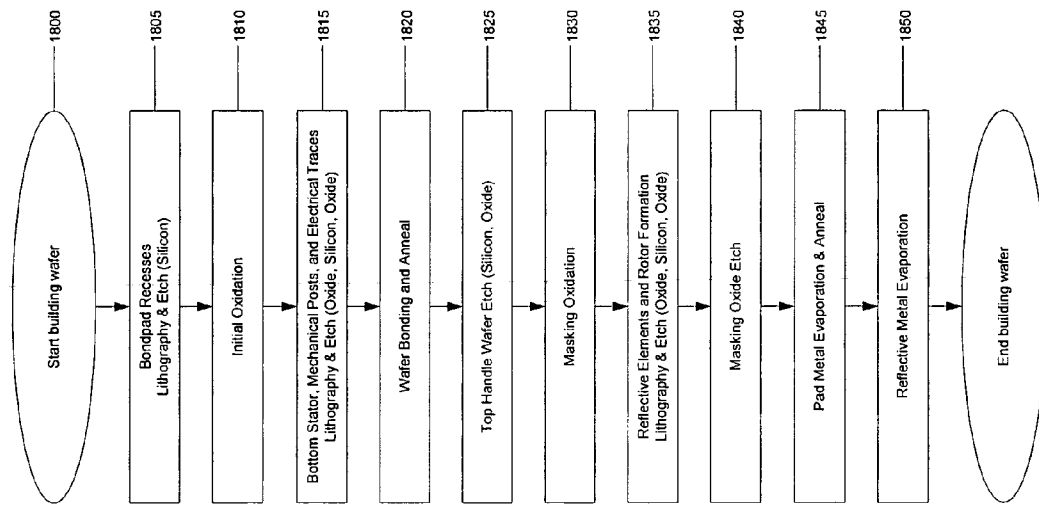 Start building wafer
1800
Bondpad Recesses
Lithography & Etch (Silicon)
1805
Initial Oxidation
1810
Bottom Stator, Mechanical Posts, and Electrical Traces
Lithography & Etch (Oxide, Silicon, Oxide)
1815
Wafer Bonding and Anneal
1820
Top Handle Wafer Etch (Silicon, Oxide)
1825
Masking Oxidation
1830
Reflective Elements and Rotor Formation
Lithography & Etch (Oxide, Silicon, Oxide)
1835
Masking Oxide Etch
1840
Pad Metal Evaporation & Anneal
1845
Reflective Metal Evaporation
1850
End building wafer